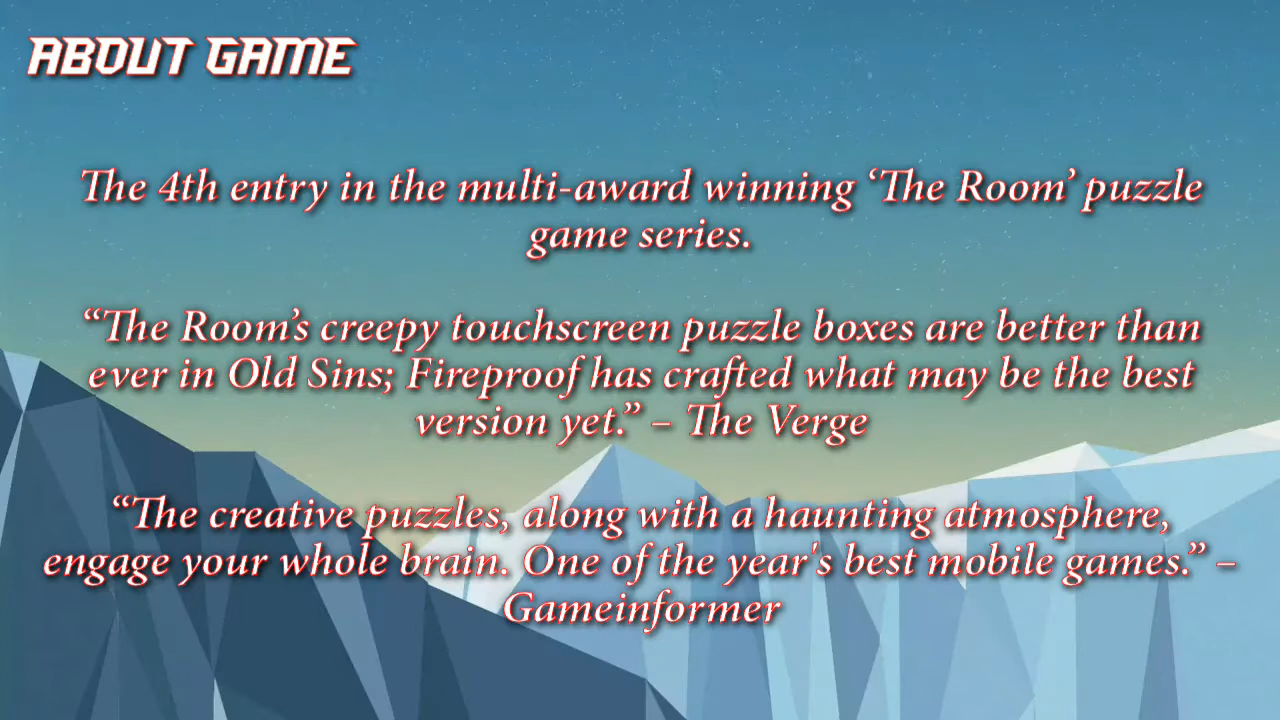 ABOUT GAME
The 4th entry in the multi-award winning ‘The Room’ puzzle
game series.
“The Room’s creepy touchscreen puzzle boxes are better than
ever in Old Sins; Fireproof has crafted what may be the best
version yet.” – The Verge
“The creative puzzles, along with a haunting atmosphere,
engage your whole brain. One of the year's best mobile games.” –
Gameinformer